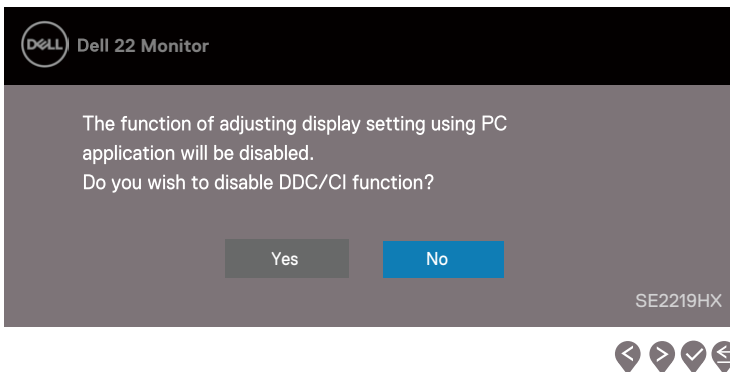 DELL Dell 22 Monitor
The function of adjusting display setting using PC
application will be disabled.
Do you wish to disable DDC/CI function?
Yes No
SE2219HX